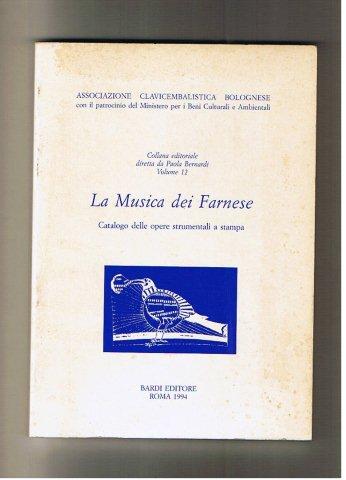 ASSOCIAZIONE CLAVICEMBALISTICA BOLOGNESE
con il patrocinio del Ministero per i Beni Culturali e Ambientali
Collana editoriale
diretta da Paola Bernardi
Volume 12
La Musica dei Farnese
Catalogo delle opere strumentali a stampa
BARDI EDITORE
ROMA 1994